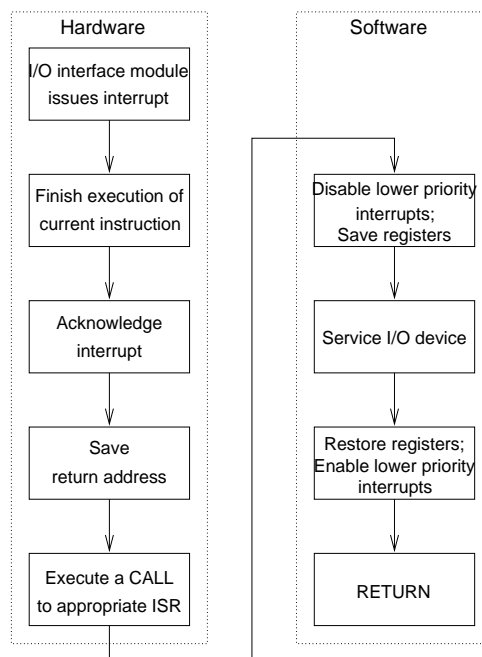 Hardware
I/O interface module
issues interrupt
Finish execution of
current instruction
Acknowledge
interrupt
Save
return address
Execute a CALL
to appropriate ISR
Software
Disable lower priority
interrupts;
Save registers
Service I/O device
Restore registers;
Enable lower priority
interrupts
RETURN